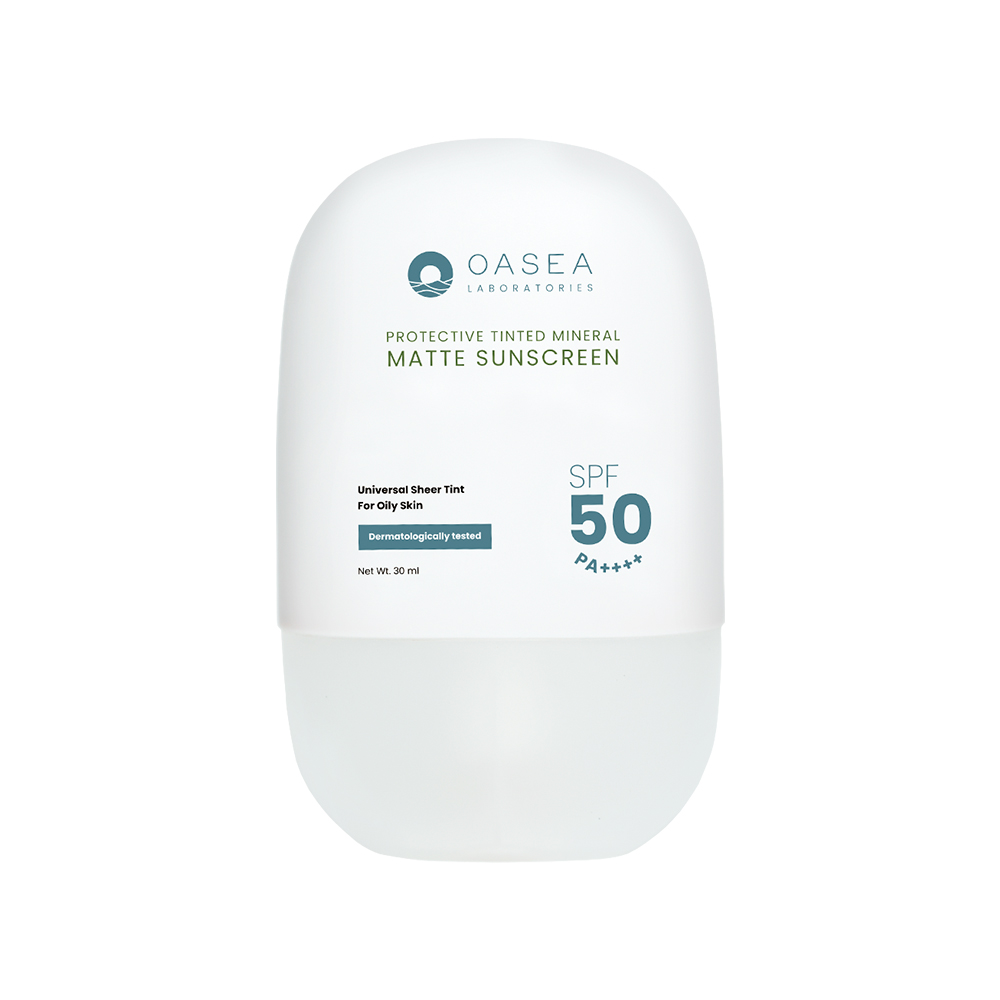 OASEA
LABORATORIES
PROTECTIVE TINTED MINERAL
MATTE SUNSCREEN
Universal Sheer Tint
For Oily Skin
Dermatologically tested
Net Wt. 30 ml
SPF
50
PA++++